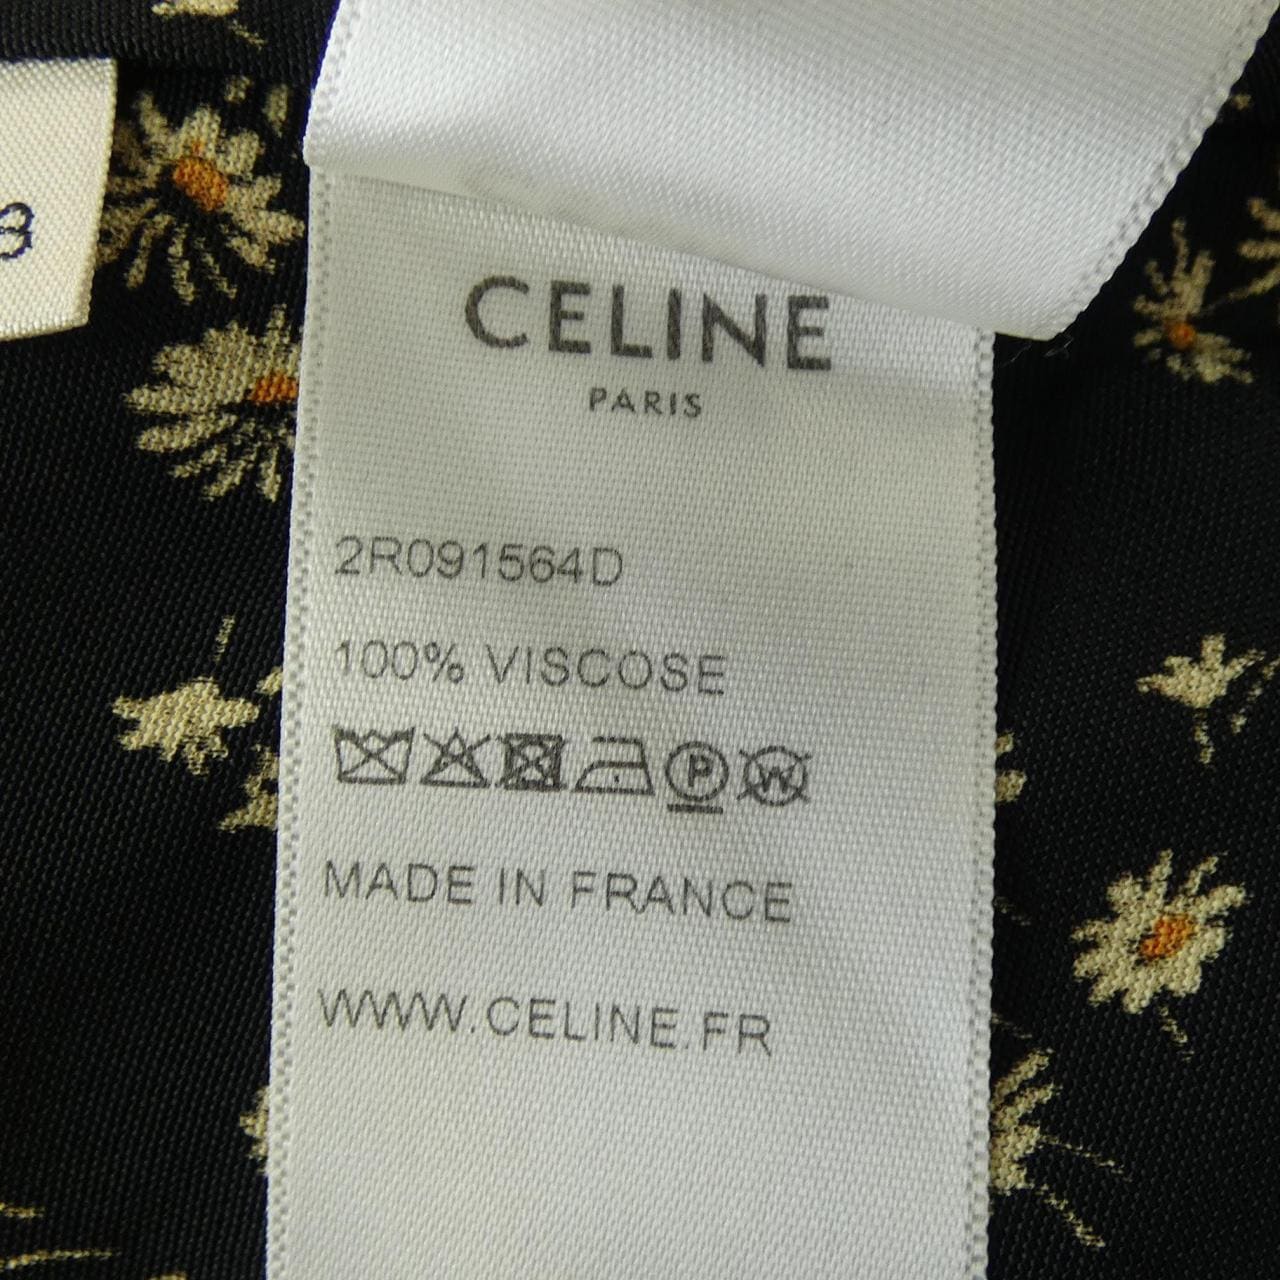 CELINE
PARIS
2R091564D
100% VISCOSE
P W
MADE IN FRANCE
WWW.CELINE.FR